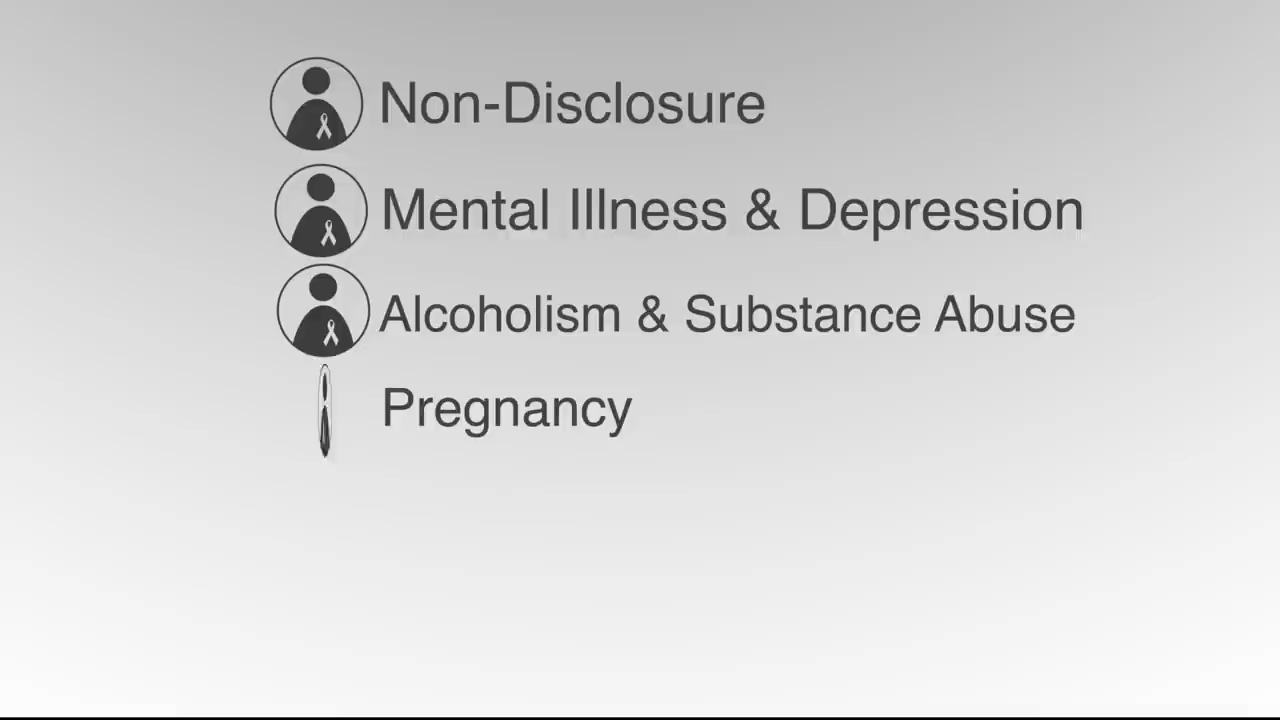 Non-Disclosure
Mental Illness & Depression
Alcoholism & Substance Abuse
Pregnancy